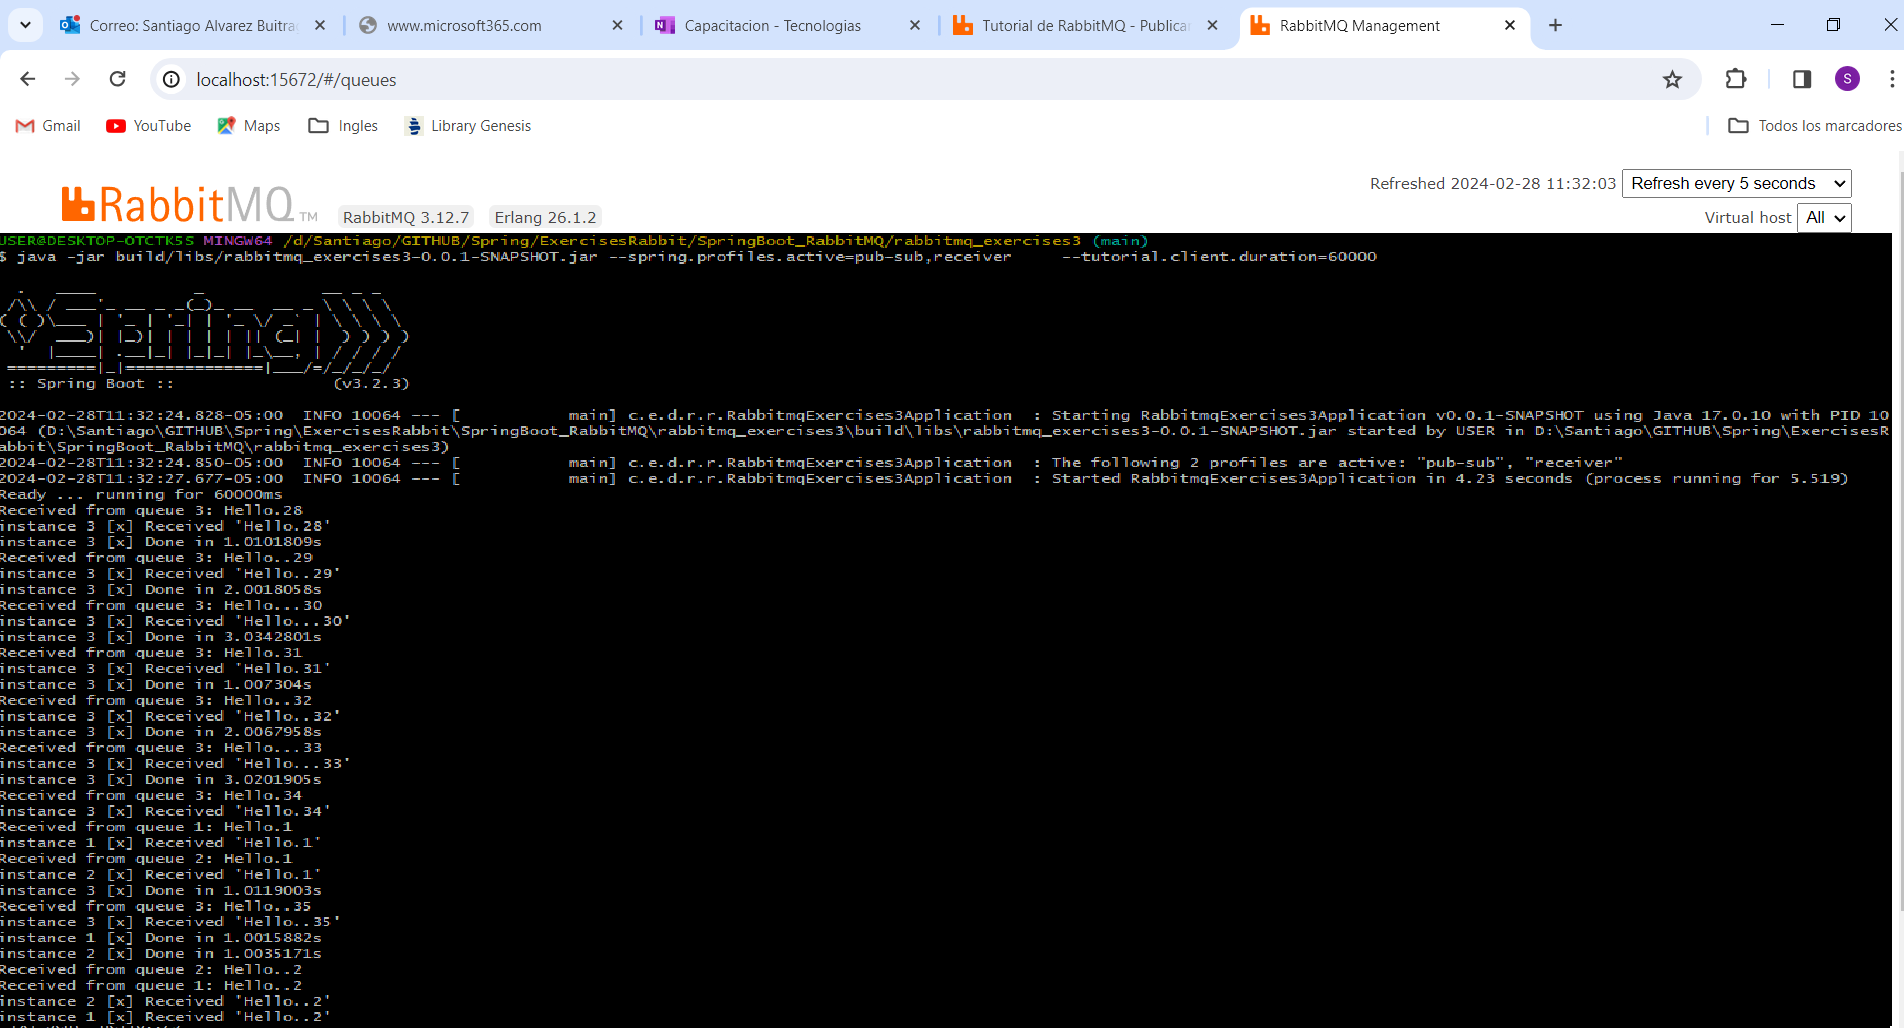 Correo: Santiago Alvarez Buitra
www.microsoft365.com
Capacitacion - Tecnologias
Tutorial de RabbitMQ - Publica
RabbitMQ Management
localhost:15672/#/queues
S
Gmail
YouTube
Maps
Ingles
Library Genesis
Todos los marcadores
Refreshed 2024-02-28 11:32:03
Refresh every 5 seconds
RabbitMQ TM
RabbitMQ 3.12.7
Erlang 26.1.2
Virtual host
All
USER@DESKTOP-OTCTK5S MINGW64 /d/Santiago/GITHUB/Spring/ExercisesRabbit/SpringBoot_RabbitMQ/rabbitmq_exercises3 (main)
$ java -jar build/libs/rabbitmq_exercises3-0.0.1-SNAPSHOT.jar --spring.profiles.active=pub-sub,receiver     --tutorial.client.duration=60000
:: Spring Boot ::                (v3.2.3)
2024-02-28T11:32:24.828-05:00  INFO 10064 --- [           main] c.e.d.r.r.RabbitmqExercises3Application  : Starting RabbitmqExercises3Application v0.0.1-SNAPSHOT using Java 17.0.10 with PID 10
064 (D:\Santiago\GITHUB\Spring\ExercisesRabbit\SpringBoot_RabbitMQ\rabbitmq_exercises3\build\libs\rabbitmq_exercises3-0.0.1-SNAPSHOT.jar started by USER in D:\Santiago\GITHUB\Spring\ExercisesR
abbit\SpringBoot_RabbitMQ\rabbitmq_exercises3)
2024-02-28T11:32:24.850-05:00  INFO 10064 --- [           main] c.e.d.r.r.RabbitmqExercises3Application  : The following 2 profiles are active: "pub-sub", "receiver"
2024-02-28T11:32:27.677-05:00  INFO 10064 --- [           main] c.e.d.r.r.RabbitmqExercises3Application  : Started RabbitmqExercises3Application in 4.23 seconds (process running for 5.519)
Ready ... running for 60000ms
Received from queue 3: Hello.28
instance 3 [x] Received 'Hello.28'
instance 3 [x] Done in 1.0101809s
Received from queue 3: Hello..29
instance 3 [x] Received 'Hello..29'
instance 3 [x] Done in 2.0018058s
Received from queue 3: Hello...30
instance 3 [x] Received 'Hello...30'
instance 3 [x] Done in 3.0342801s
Received from queue 3: Hello.31
instance 3 [x] Received 'Hello.31'
instance 3 [x] Done in 1.007304s
Received from queue 3: Hello..32
instance 3 [x] Received 'Hello..32'
instance 3 [x] Done in 2.0067958s
Received from queue 3: Hello...33
instance 3 [x] Received 'Hello...33'
instance 3 [x] Done in 3.0201905s
Received from queue 3: Hello.34
instance 3 [x] Received 'Hello.34'
Received from queue 1: Hello.1
instance 1 [x] Received 'Hello.1'
Received from queue 2: Hello.1
instance 2 [x] Received 'Hello.1'
instance 3 [x] Done in 1.0119003s
Received from queue 3: Hello..35
instance 3 [x] Received 'Hello..35'
instance 1 [x] Done in 1.0015882s
instance 2 [x] Done in 1.0035171s
Received from queue 2: Hello..2
Received from queue 1: Hello..2
instance 2 [x] Received 'Hello..2'
instance 1 [x] Received 'Hello..2'